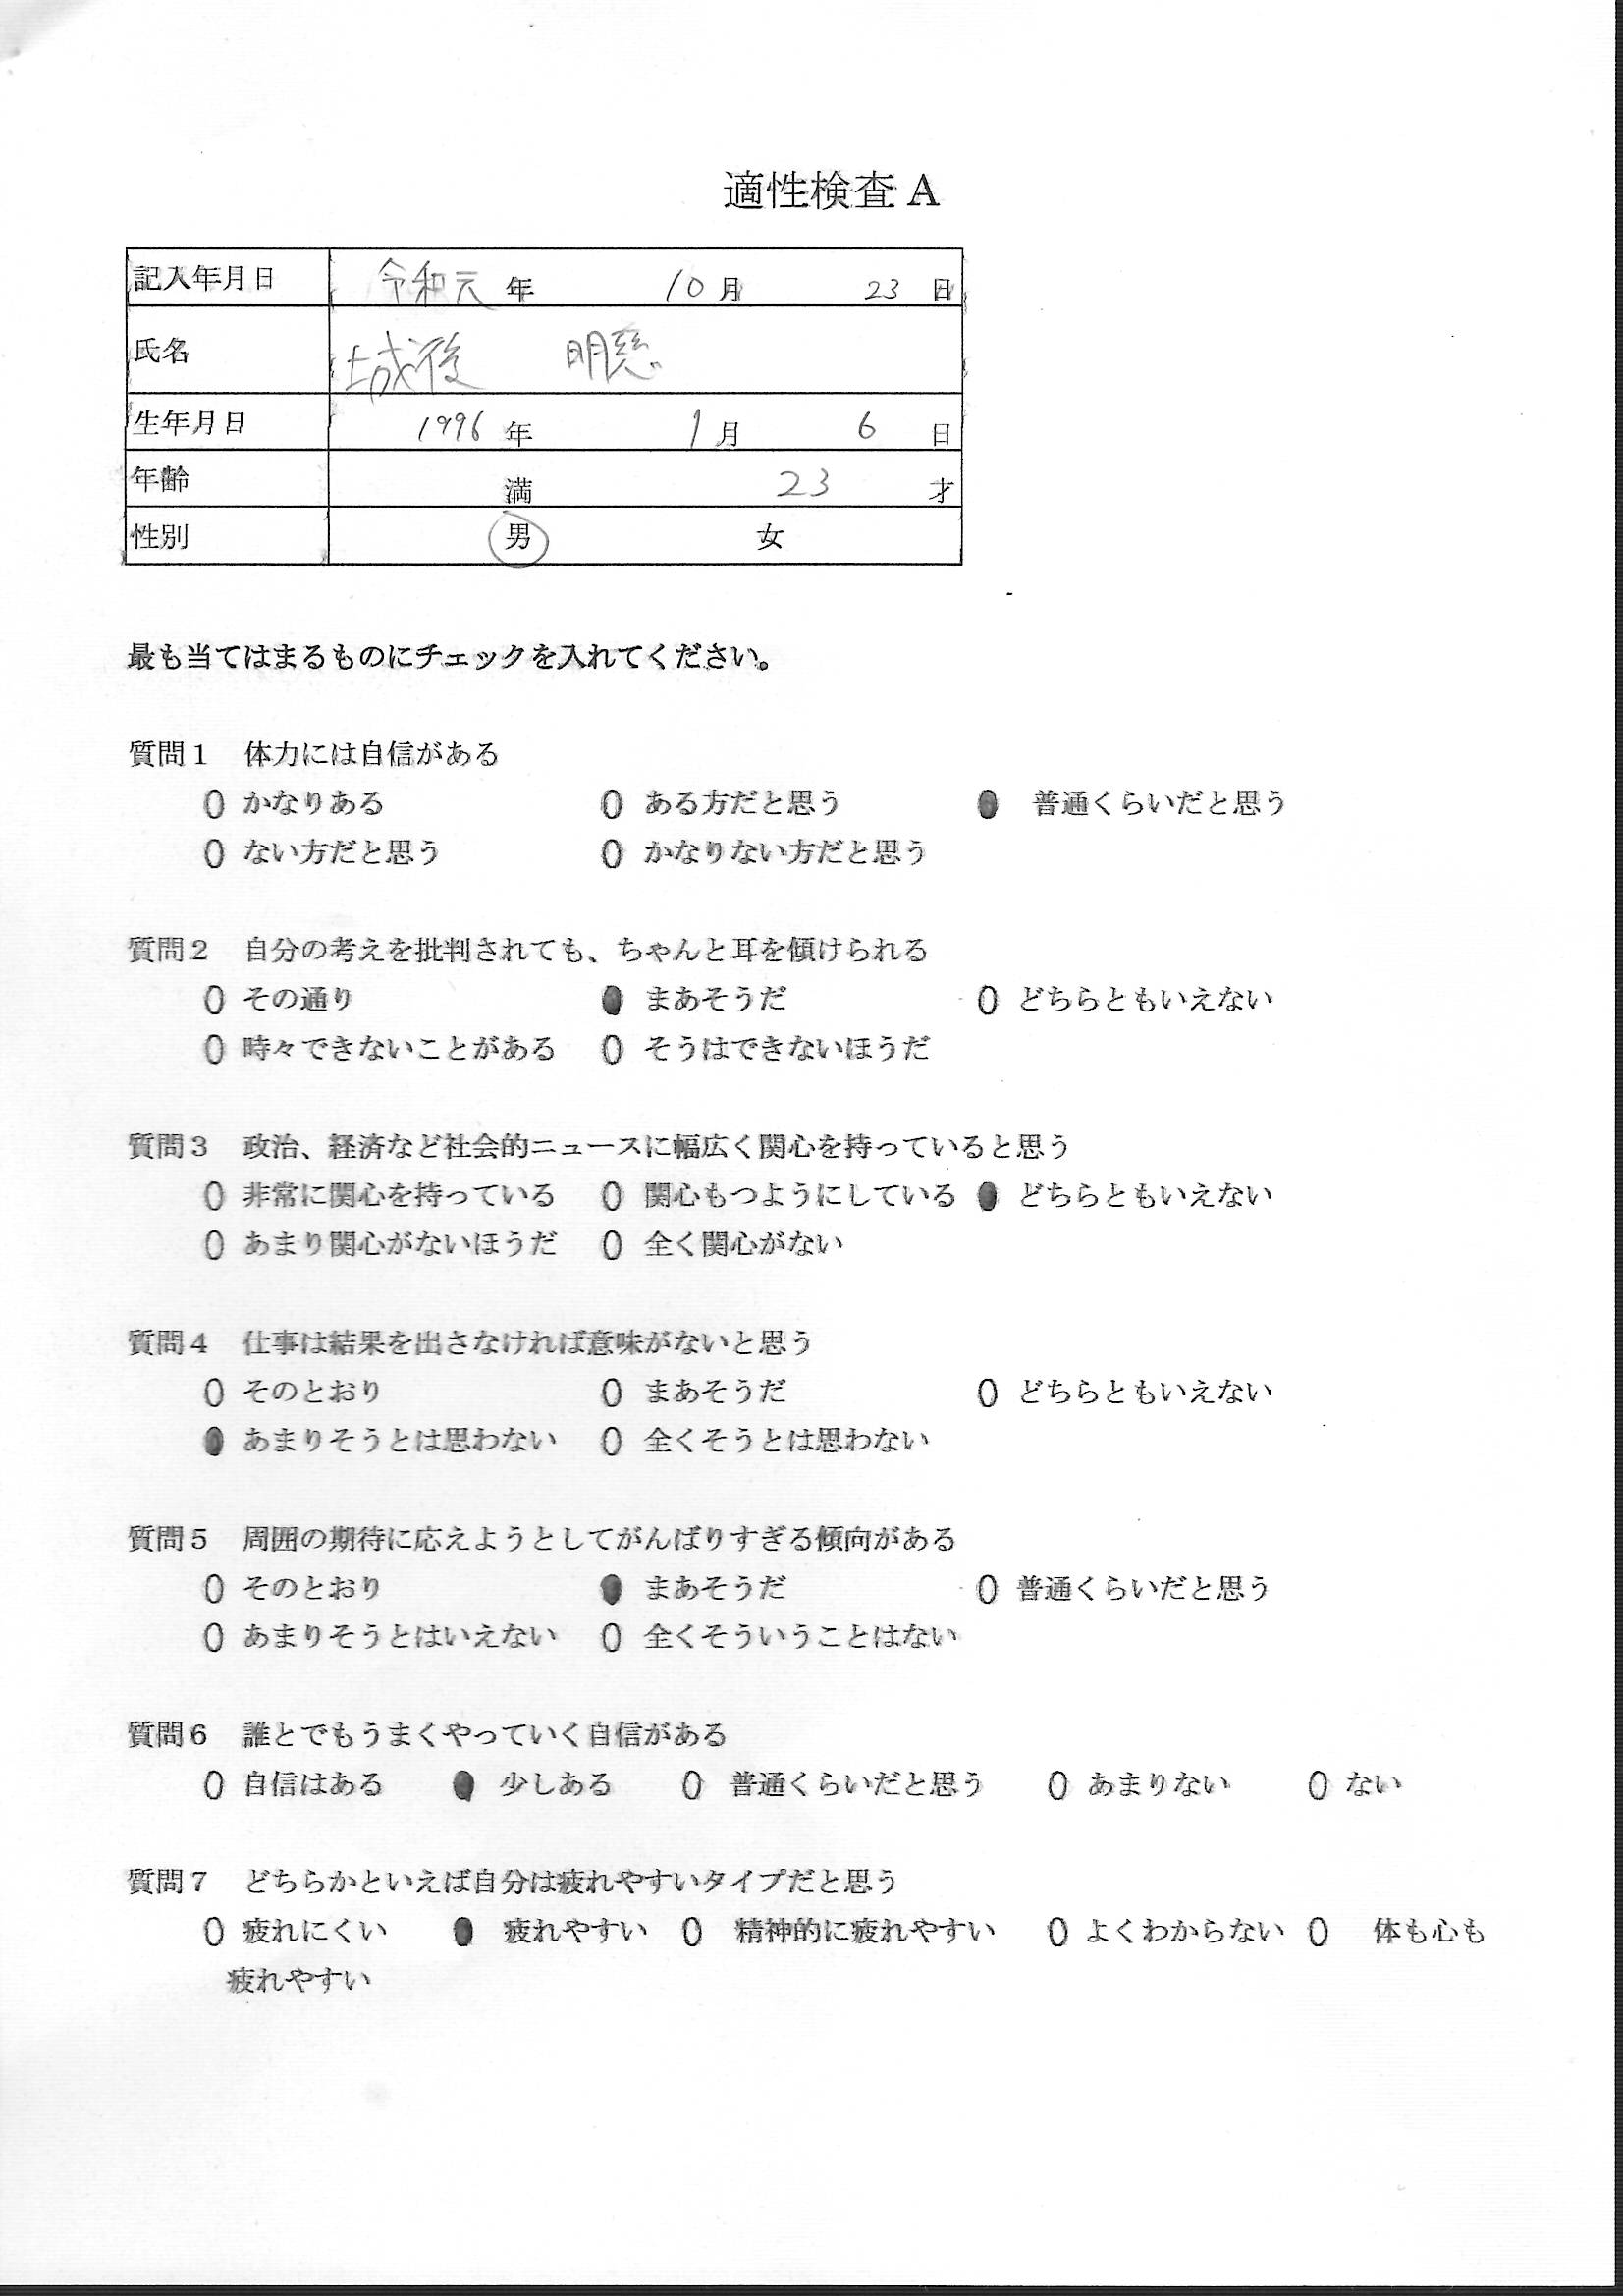 適性検査 A
記入年月日 令和元 年 10 月 23 日
氏名 城後 明慈
生年月日 1996 年 1 月 6 日
年齢 満 23 才
性別 男 女
最も当てはまるものにチェックを入れてください。
質問1 体力には自信がある
かなりある ある方だと思う 普通くらいだと思う
ない方だと思う かなりない方だと思う
質問2 自分の考えを批判されても、ちゃんと耳を傾けられる
その通り まあそうだ どちらともいえない
時々できないことがある そうはできないほうだ
質問3 政治、経済など社会的ニュースに幅広く関心を持っていると思う
非常に関心を持っている 関心もつようにしている どちらともいえない
あまり関心がないほうだ 全く関心がない
質問4 仕事は結果を出さなければ意味がないと思う
そのとおり まあそうだ どちらともいえない
あまりそうとは思わない 全くそうとは思わない
質問5 周囲の期待に応えようとしてがんばりすぎる傾向がある
そのとおり まあそうだ 普通くらいだと思う
あまりそうとはいえない 全くそういうことはない
質問6 誰とでもうまくやっていく自信がある
自信はある 少しある 普通くらいだと思う あまりない ない
質問7 どちらかといえば自分は疲れやすいタイプだと思う
疲れにくい 疲れやすい 精神的に疲れやすい よくわからない 体も心も
疲れやすい